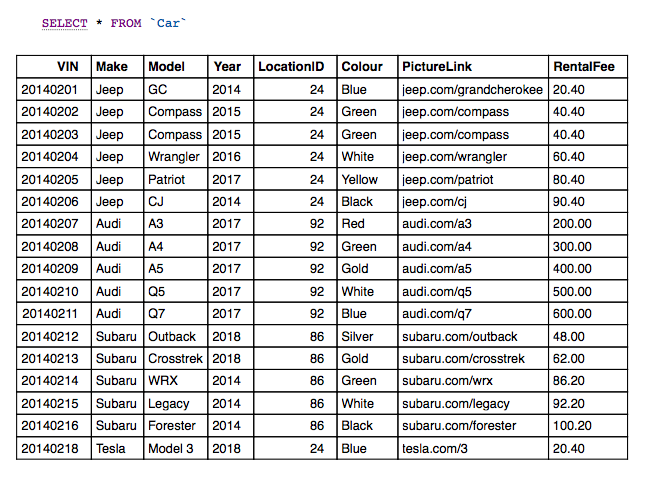 SELECT * FROM `Car`
VIN Make Model Year LocationID Colour PictureLink RentalFee
20140201 Jeep GC 2014 24 Blue jeep.com/grandcherokee 20.40
20140202 Jeep Compass 2015 24 Green jeep.com/compass 40.40
20140203 Jeep Compass 2015 24 Green jeep.com/compass 40.40
20140204 Jeep Wrangler 2016 24 White jeep.com/wrangler 60.40
20140205 Jeep Patriot 2017 24 Yellow jeep.com/patriot 80.40
20140206 Jeep CJ 2014 24 Black jeep.com/cj 90.40
20140207 Audi A3 2017 92 Red audi.com/a3 200.00
20140208 Audi A4 2017 92 Green audi.com/a4 300.00
20140209 Audi A5 2017 92 Gold audi.com/a5 400.00
20140210 Audi Q5 2017 92 White audi.com/q5 500.00
20140211 Audi Q7 2017 92 Blue audi.com/q7 600.00
20140212 Subaru Outback 2018 86 Silver subaru.com/outback 48.00
20140213 Subaru Crosstrek 2018 86 Gold subaru.com/crosstrek 62.00
20140214 Subaru WRX 2014 86 Green subaru.com/wrx 86.20
20140215 Subaru Legacy 2014 86 White subaru.com/legacy 92.20
20140216 Subaru Forester 2014 86 Black subaru.com/forester 100.20
20140218 Tesla Model 3 2018 24 Blue tesla.com/3 20.40